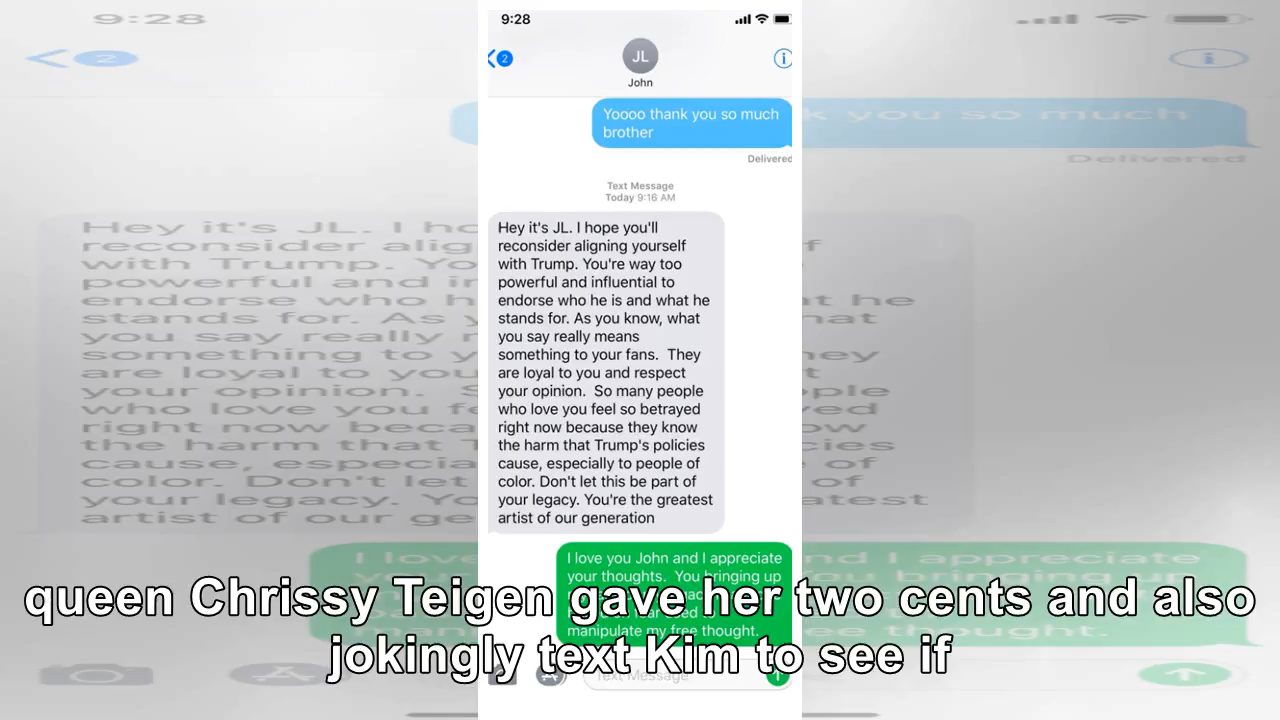 9:28
2
JL
John
Yoooo thank you so much
brother
Delivered
Text Message
Today 9:16 AM
Hey it's JL. I hope you'll
reconsider aligning yourself
with Trump. You're way too
powerful and influential to
endorse who he is and what he
stands for. As you know, what
you say really means
something to your fans. They
are loyal to you and respect
your opinion. So many people
who love you feel so betrayed
right now because they know
the harm that Trump's policies
cause, especially to people of
color. Don't let this be part of
your legacy. You're the greatest
artist of our generation
I love you John and I appreciate
your thoughts. You bringing up
manipulate my free thought.
Text Message
queen Chrissy Teigen gave her two cents and also
jokingly text Kim to see if